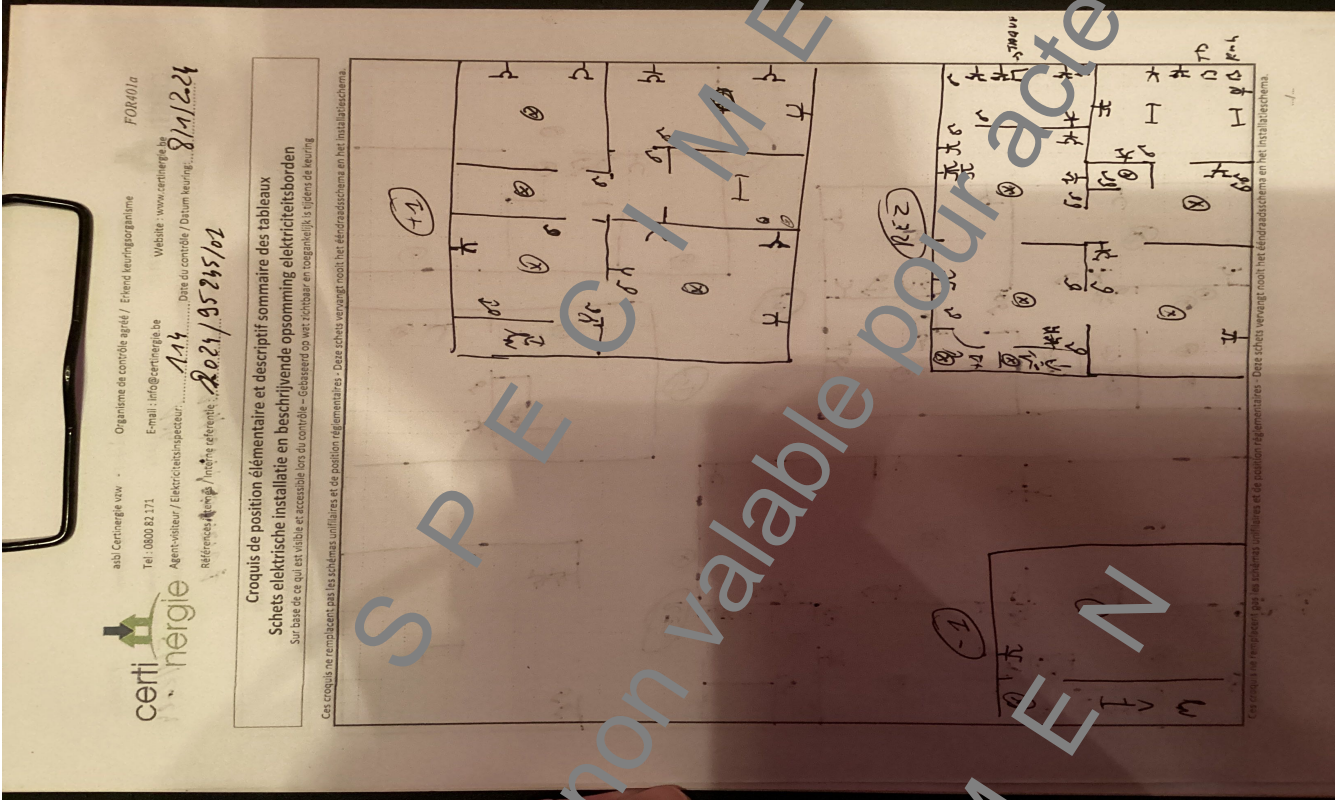 certinergie
asbl Certinergie vzw - Organisme de contrôle agréé / Erkend keuringsorganisme FOR401a
Tel : 0800 82 171 E-mail : info@certinergie.be Website : www.certinergie.be
Agent-visiteur / Elektriciteitsinspecteur: 114 Date du contrôle / Datum keuring: 8/1/2024
Références internes / Interne referentie : 2024/95245/01
Croquis de position élémentaire et descriptif sommaire des tableaux
Schets elektrische installatie en beschrijvende opsomming elektriciteitsborden
Sur base de ce qui est visible et accessible lors du contrôle – Gebaseerd op wat zichtbaar en toegankelijk is tijdens de keuring
Ces croquis ne remplacent pas les schémas unifilaires et de position réglementaires - Deze schets vervangt nooit het ééndraadsschema en het installatieschema.
+1
REZ
TAQUE
TD
-1
Ces croquis ne remplacent pas les schémas unifilaires et de position réglementaires - Deze schets vervangt nooit het ééndraadsschema en het installatieschema.
SPECIMEN
non valable pour acte
SPECIMEN